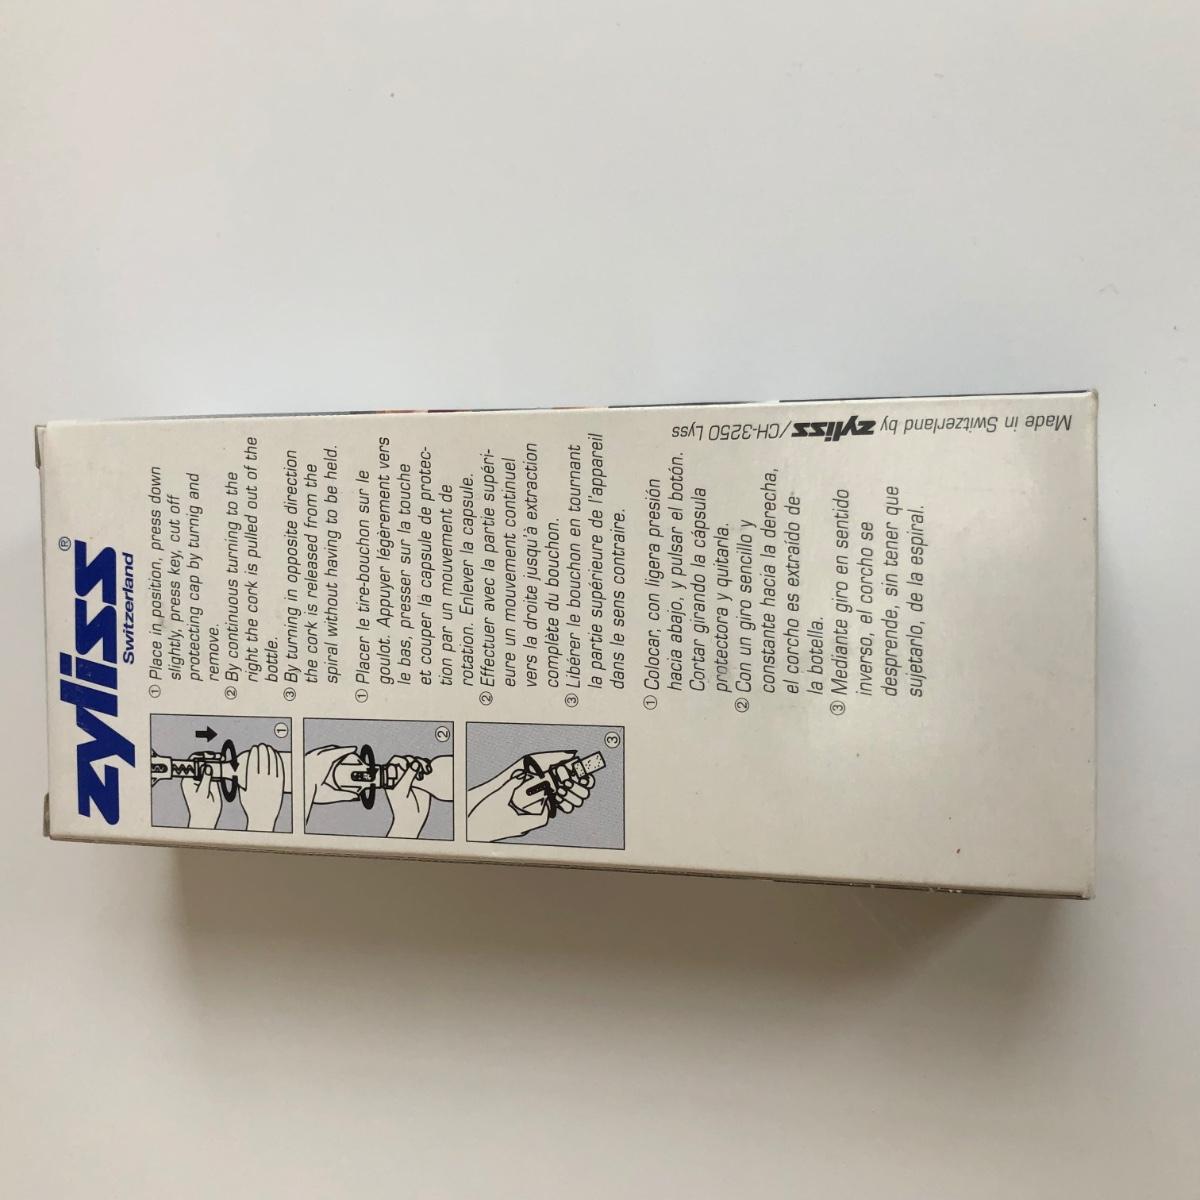 zyliss®
Switzerland
① Place in position, press down
slightly, press key, cut off
protecting cap by turnig and
remove.
② By continuous turning to the
right the cork is pulled out of the
bottle.
③ By turning in opposite direction
the cork is released from the
spiral without having to be held.
① Placer le tire-bouchon sur le
goulot. Appuyer légèrement vers
le bas, presser sur la touche
et couper la capsule de protec-
tion par un mouvement de
rotation. Enlever la capsule.
② Effectuer avec la partie supéri-
eure un mouvement continuel
vers la droite jusqu'à extraction
complète du bouchon.
③ Libérer le bouchon en tournant
la partie supérieure de l'appareil
dans le sens contraire.
① Colocar, con ligera presión
hacia abajo, y pulsar el botón.
Cortar girando la cápsula
protectora y quitarla.
② Con un giro sencillo y
constante hacia la derecha,
el corcho es extraído de
la botella.
③ Mediante giro en sentido
inverso, el corcho se
desprende, sin tener que
sujetarlo, de la espiral.
①
②
③
Made in Switzerland by zyliss/CH-3250 Lyss